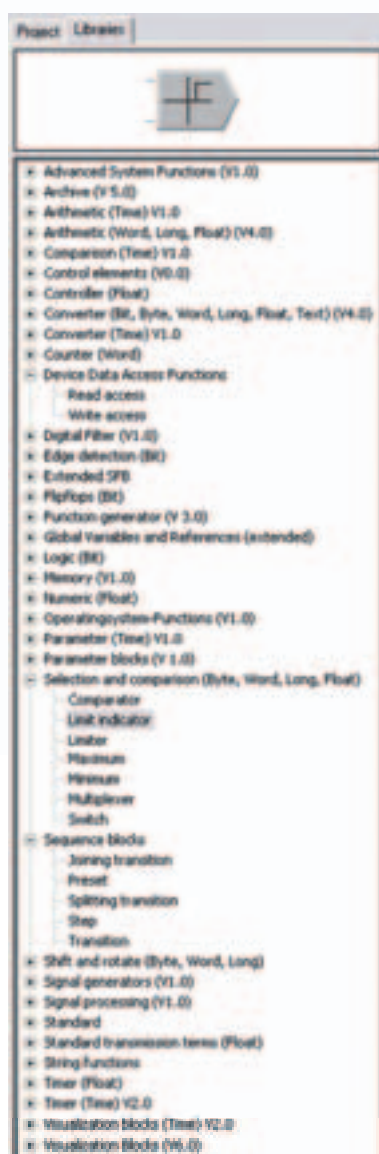 Project Libraries
Advanced System Functions (V1.0)
Archive (V 5.0)
Arithmetic (Time) V1.0
Arithmetic (Word, Long, Float) (V4.0)
Comparison (Time) V1.0
Control elements (V0.0)
Controller (Float)
Converter (Bit, Byte, Word, Long, Float, Text) (V4.0)
Converter (Time) V1.0
Counter (Word)
Device Data Access Functions
Read access
Write access
Digital Filter (V1.0)
Edge detection (Bit)
Extended SFB
Flipflops (Bit)
Function generator (V 3.0)
Global Variables and References (extended)
Logic (Bit)
Memory (V1.0)
Numeric (Float)
Operatingsystem-Functions (V1.0)
Parameter (Time) V1.0
Parameter blocks (V 1.0)
Selection and comparison (Byte, Word, Long, Float)
Comparator
Limit indicator
Limiter
Maximum
Minimum
Multiplexer
Switch
Sequence blocks
Joining transition
Preset
Splitting transition
Step
Transition
Shift and rotate (Byte, Word, Long)
Signal generators (V1.0)
Signal processing (V1.0)
Standard
Standard transmission terms (Float)
String functions
Timer (Float)
Timer (Time) V2.0
Visualization blocks (Time) V2.0
Visualization Blocks (V6.0)